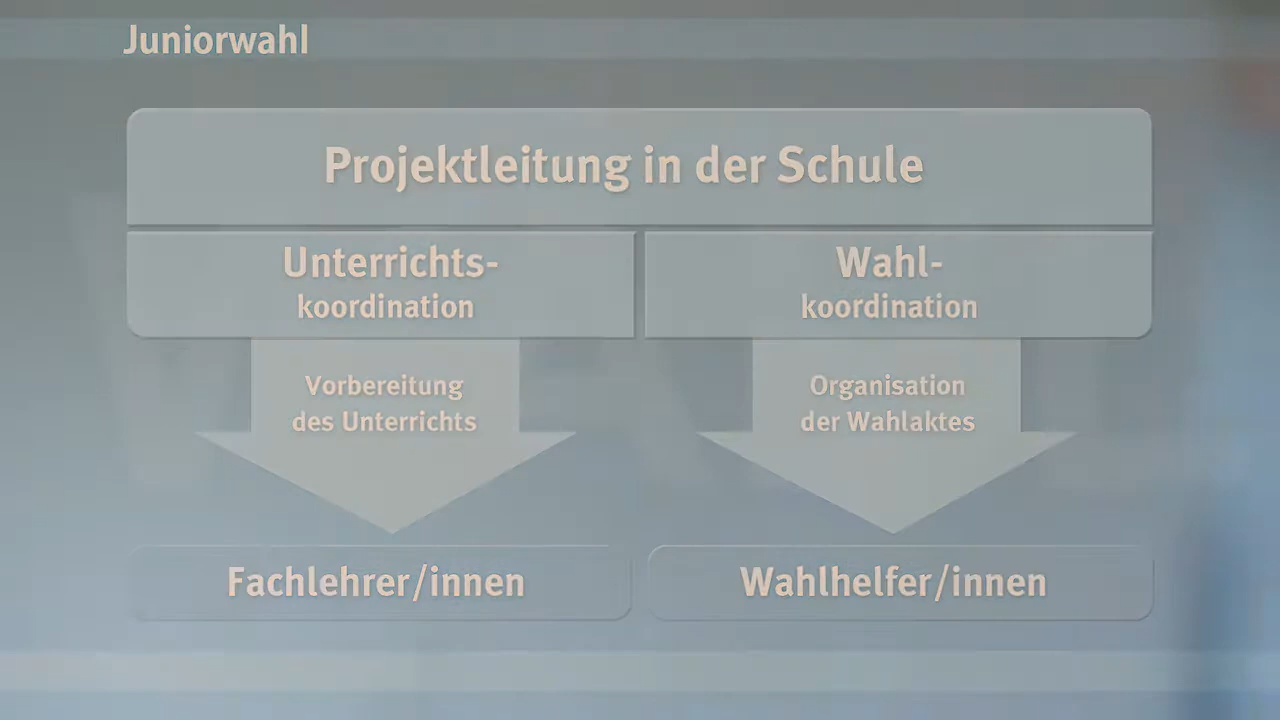 Juniorwahl
Projektleitung in der Schule
Unterrichts-
koordination
Wahl-
koordination
Vorbereitung
des Unterrichts
Organisation
der Wahlaktes
Fachlehrer/innen
Wahlhelfer/innen